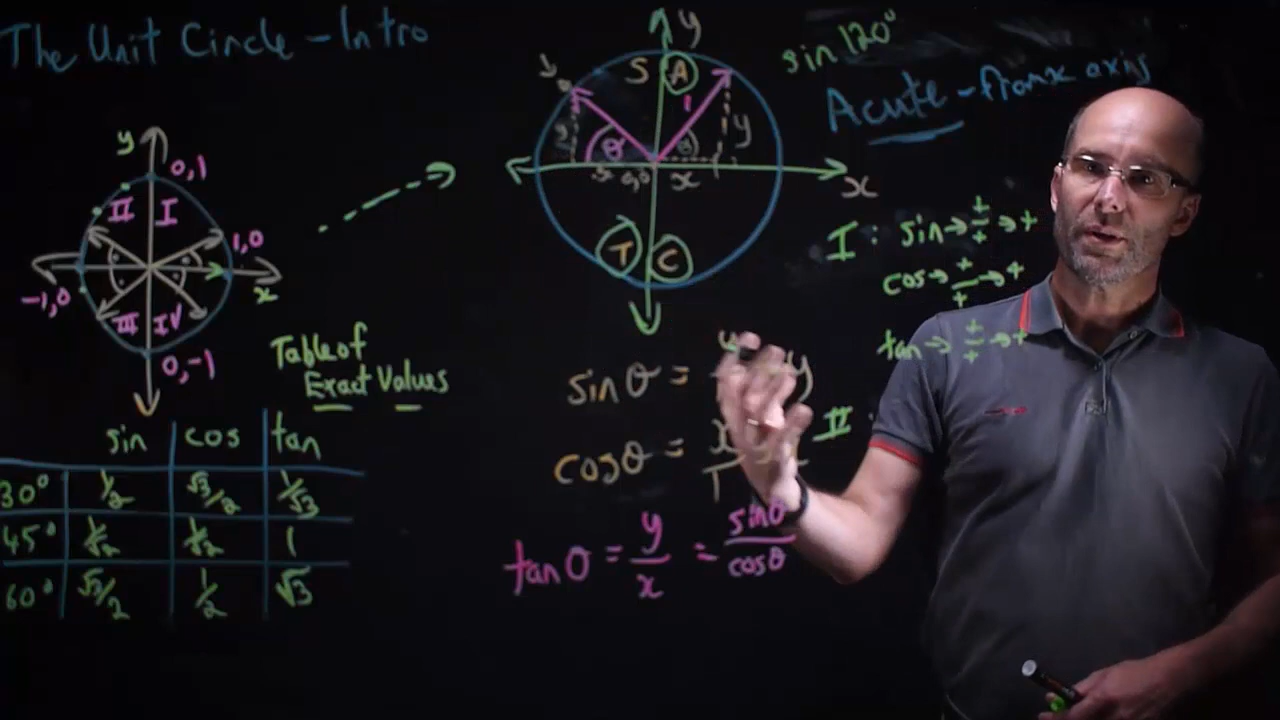 The Unit Circle - Intro
y
0,1
II I
1,0
-1,0
x
III IV
0,-1
Table of
Exact Values
sin cos tan
30° 1/2 √3/2 1/√3
45° 1/√2 1/√2 1
60° √3/2 1/2 √3
y
S A
1
y θ θ y
x 0,0 x
x
T C
sin θ = y
cos θ = x
tan θ = y/x = sin θ/cos θ
sin 120°
Acute - from x axis
I : sin → +/+ → +
cos → +/+ → +
tan → +/+ → +
II :